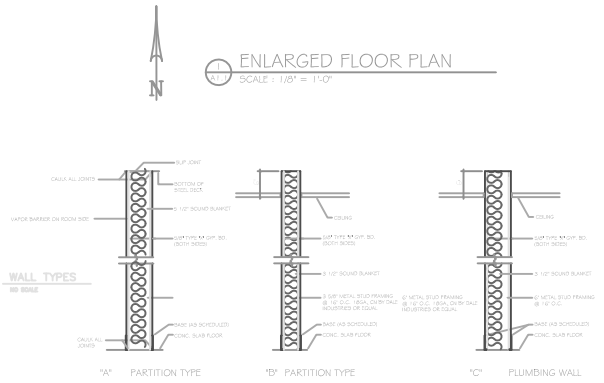 ENLARGED FLOOR PLAN
1
A1.1
SCALE : 1/8" = 1'-0"
N
SLIP JOINT
CAULK ALL JOINTS
BOTTOM OF
STEEL DECK
3 1/2" SOUND BLANKET
VAPOR BARRIER ON ROOM SIDE
CEILING
CEILING
5/8" TYPE "X" GYP. BD.
(BOTH SIDES)
5/8" TYPE "X" GYP. BD.
(BOTH SIDES)
5/8" TYPE "X" GYP. BD.
(BOTH SIDES)
WALL TYPES
NO SCALE
3 1/2" SOUND BLANKET
3 1/2" SOUND BLANKET
3 5/8" METAL STUD FRAMING
@ 16" O.C. 18GA, CN BY DALE
INDUSTRIES OR EQUAL
6" METAL STUD FRAMING
@ 16" O.C. 18GA, CN BY DALE
INDUSTRIES OR EQUAL
6" METAL STUD FRAMING
@ 16" O.C.
BASE (AS SCHEDULED)
BASE (AS SCHEDULED)
BASE (AS SCHEDULED)
CONC. SLAB FLOOR
CONC. SLAB FLOOR
CONC. SLAB FLOOR
CAULK ALL
JOINTS
"A" PARTITION TYPE
"B" PARTITION TYPE
"C" PLUMBING WALL